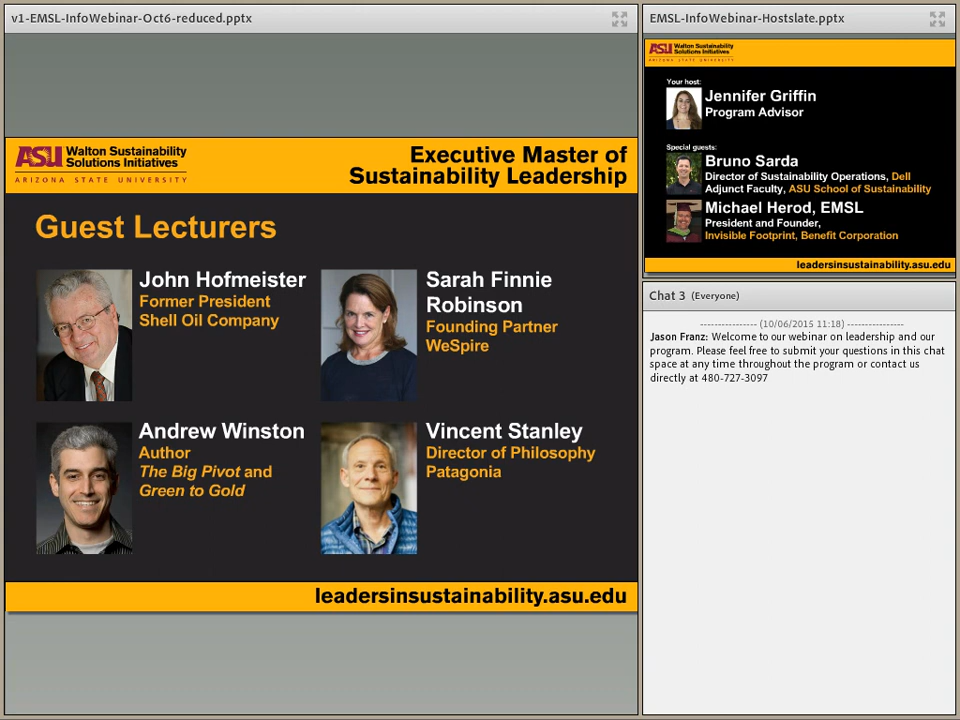 v1-EMSL-InfoWebinar-Oct6-reduced.pptx
ASU Walton Sustainability
Solutions Initiatives
ARIZONA STATE UNIVERSITY
Executive Master of
Sustainability Leadership
Guest Lecturers
John Hofmeister
Former President
Shell Oil Company
Sarah Finnie
Robinson
Founding Partner
WeSpire
Andrew Winston
Author
The Big Pivot and
Green to Gold
Vincent Stanley
Director of Philosophy
Patagonia
leadersinsustainability.asu.edu
EMSL-InfoWebinar-Hostslate.pptx
ASU Walton Sustainability
Solutions Initiatives
ARIZONA STATE UNIVERSITY
Your host:
Jennifer Griffin
Program Advisor
Special guests:
Bruno Sarda
Director of Sustainability Operations, Dell
Adjunct Faculty, ASU School of Sustainability
Michael Herod, EMSL
President and Founder,
Invisible Footprint, Benefit Corporation
leadersinsustainability.asu.edu
Chat 3 (Everyone)
---------------- (10/06/2015 11:18) ----------------
Jason Franz: Welcome to our webinar on leadership and our
program. Please feel free to submit your questions in this chat
space at any time throughout the program or contact us
directly at 480-727-3097